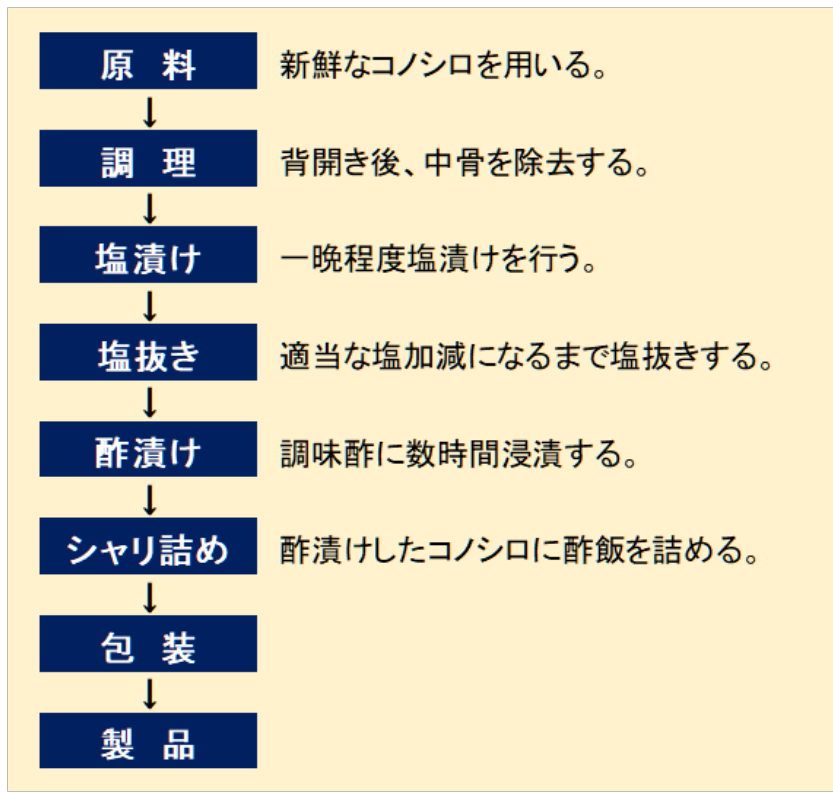 原 料 新鮮なコノシロを用いる。
↓
調 理 背開き後、中骨を除去する。
↓
塩漬け 一晩程度塩漬けを行う。
↓
塩抜き 適当な塩加減になるまで塩抜きする。
↓
酢漬け 調味酢に数時間浸漬する。
↓
シャリ詰め 酢漬けしたコノシロに酢飯を詰める。
↓
包 装
↓
製 品